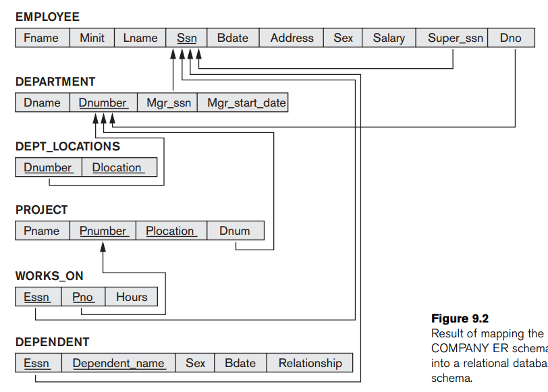 EMPLOYEE
Fname Minit Lname Ssn Bdate Address Sex Salary Super_ssn Dno
DEPARTMENT
Dname Dnumber Mgr_ssn Mgr_start_date
DEPT_LOCATIONS
Dnumber Dlocation
PROJECT
Pname Pnumber Plocation Dnum
WORKS_ON
Essn Pno Hours
DEPENDENT
Essn Dependent_name Sex Bdate Relationship
Figure 9.2
Result of mapping the
COMPANY ER schema
into a relational databa
schema.